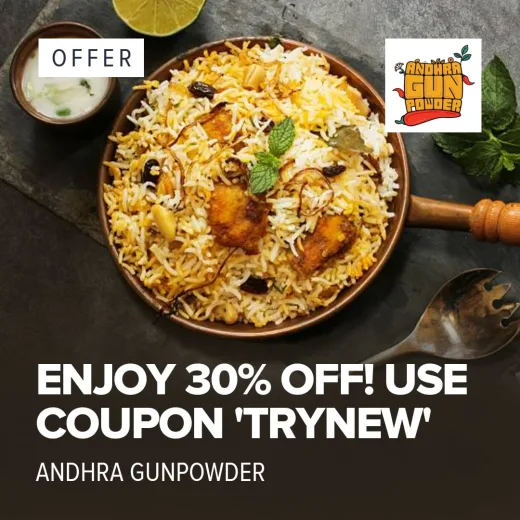 OFFER
ANDHRA
GUN
POWDER
ENJOY 30% OFF! USE
COUPON 'TRYNEW'
ANDHRA GUNPOWDER